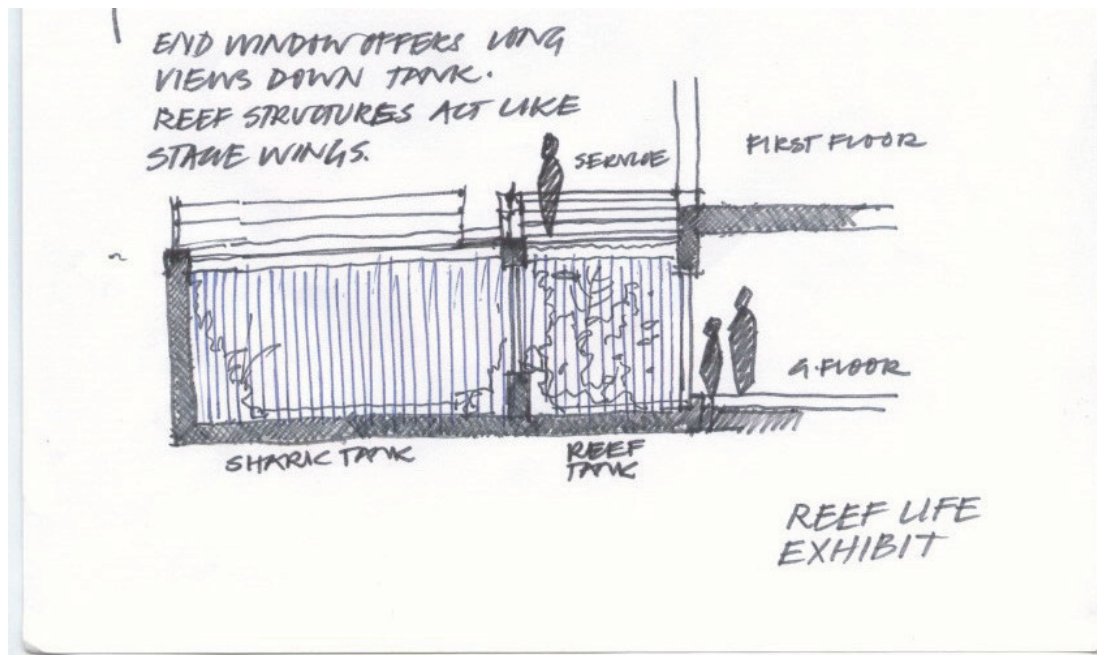 END WINDOW OFFERS LONG
VIEWS DOWN TANK.
REEF STRUCTURES ACT LIKE
STAGE WINGS.
SERVICE
FIRST FLOOR
G.FLOOR
SHARK TANK
REEF
TANK
REEF LIFE
EXHIBIT